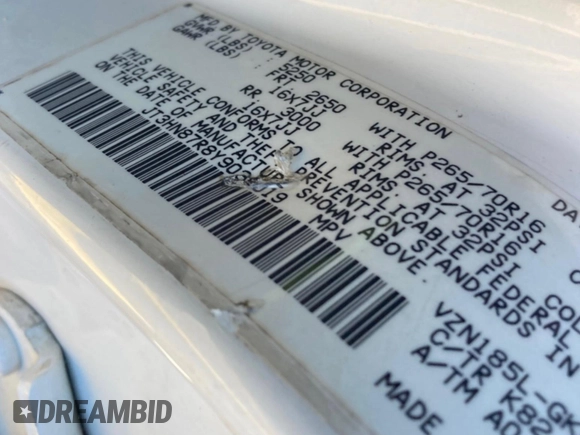 MFD BY TOYOTA MOTOR CORPORATION DA
GVWR (LBS): 5250
GAWR (LBS) FRT 2650 WITH P265/70R16
16X7JJ RIMS. AT 32PSI
RR 3000 WITH P265/70R16
16X7JJ RIMS. AT 32PSI
THIS VEHICLE CONFORMS TO ALL APPLICABLE FEDERAL
VEHICLE SAFETY AND PREVENTION STANDARDS IN
ON THE DATE OF MANUFACTURE SHOWN ABOVE.
MPV
VZN185L-GK
C/TR K82
A/TM
MADE
DREAMBID